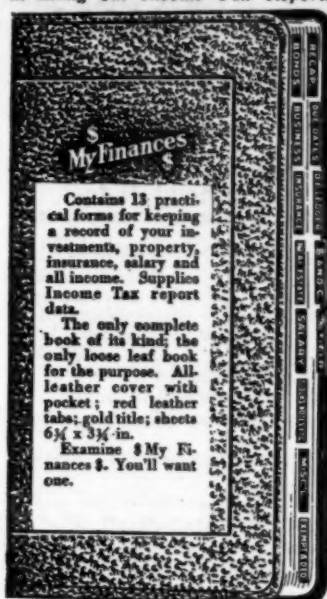 $
My Finances
$
Contains 13 practi-
cal forms for keeping
a record of your in-
vestments, property,
insurance, salary and
all income. Supplies
Income Tax report
data.
The only complete
book of its kind; the
only loose leaf book
for the purpose. All-
leather cover with
pocket; red leather
tabs; gold title; sheets
6¾ x 3¾-in.
Examine $ My Fi-
nances $. You'll want
one.
RECAP
BONDS
DUE DATES
BUSINESS
INSURANCE
REAL ESTATE
SALARY